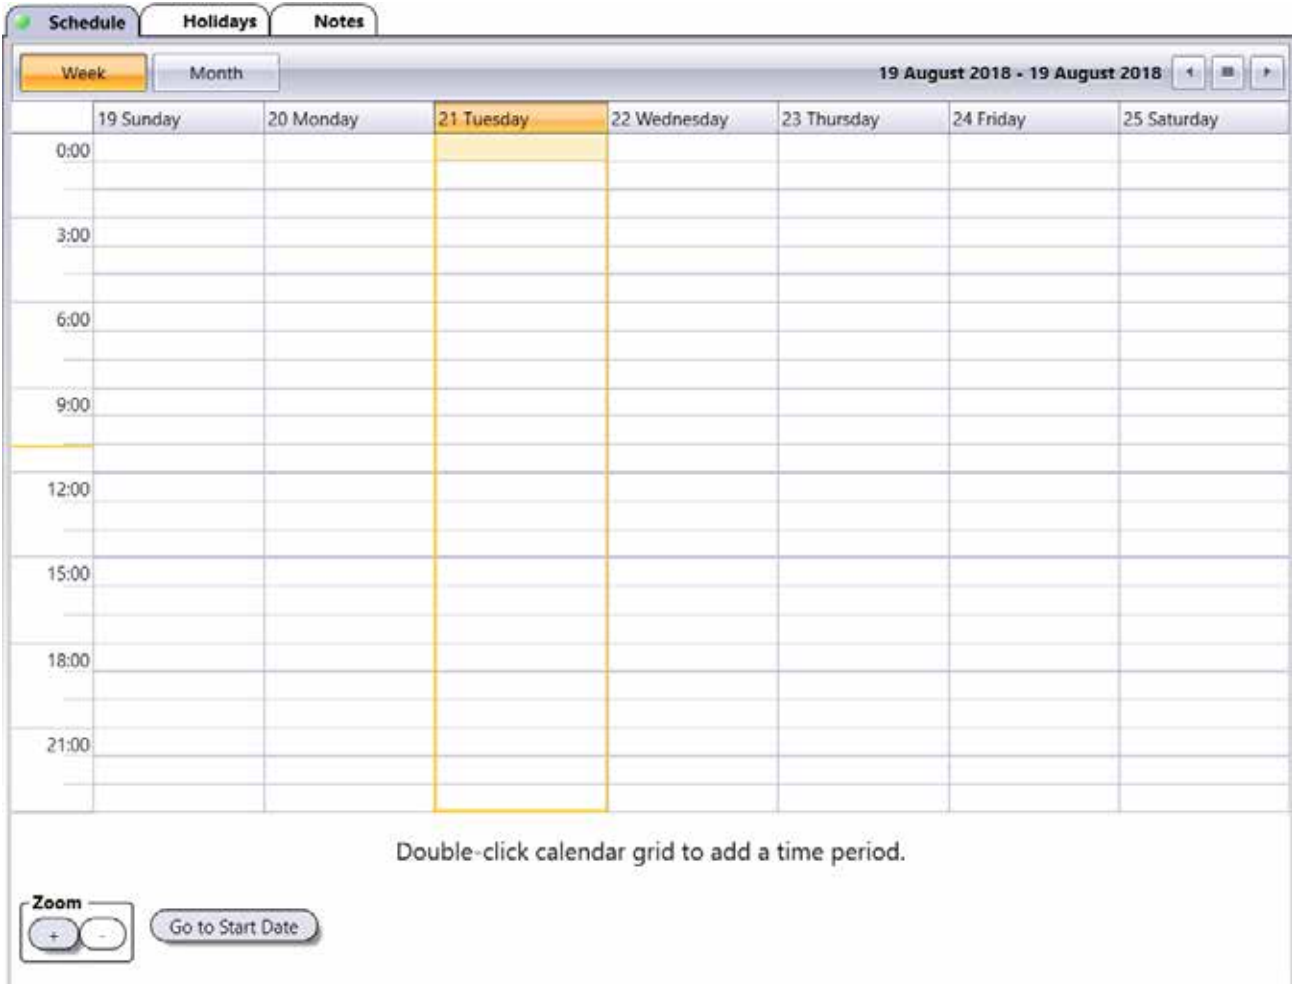 Schedule Holidays Notes
Week Month 19 August 2018 - 19 August 2018
19 Sunday 20 Monday 21 Tuesday 22 Wednesday 23 Thursday 24 Friday 25 Saturday
0:00
3:00
6:00
9:00
12:00
15:00
18:00
21:00
Double-click calendar grid to add a time period.
Zoom
+ - Go to Start Date